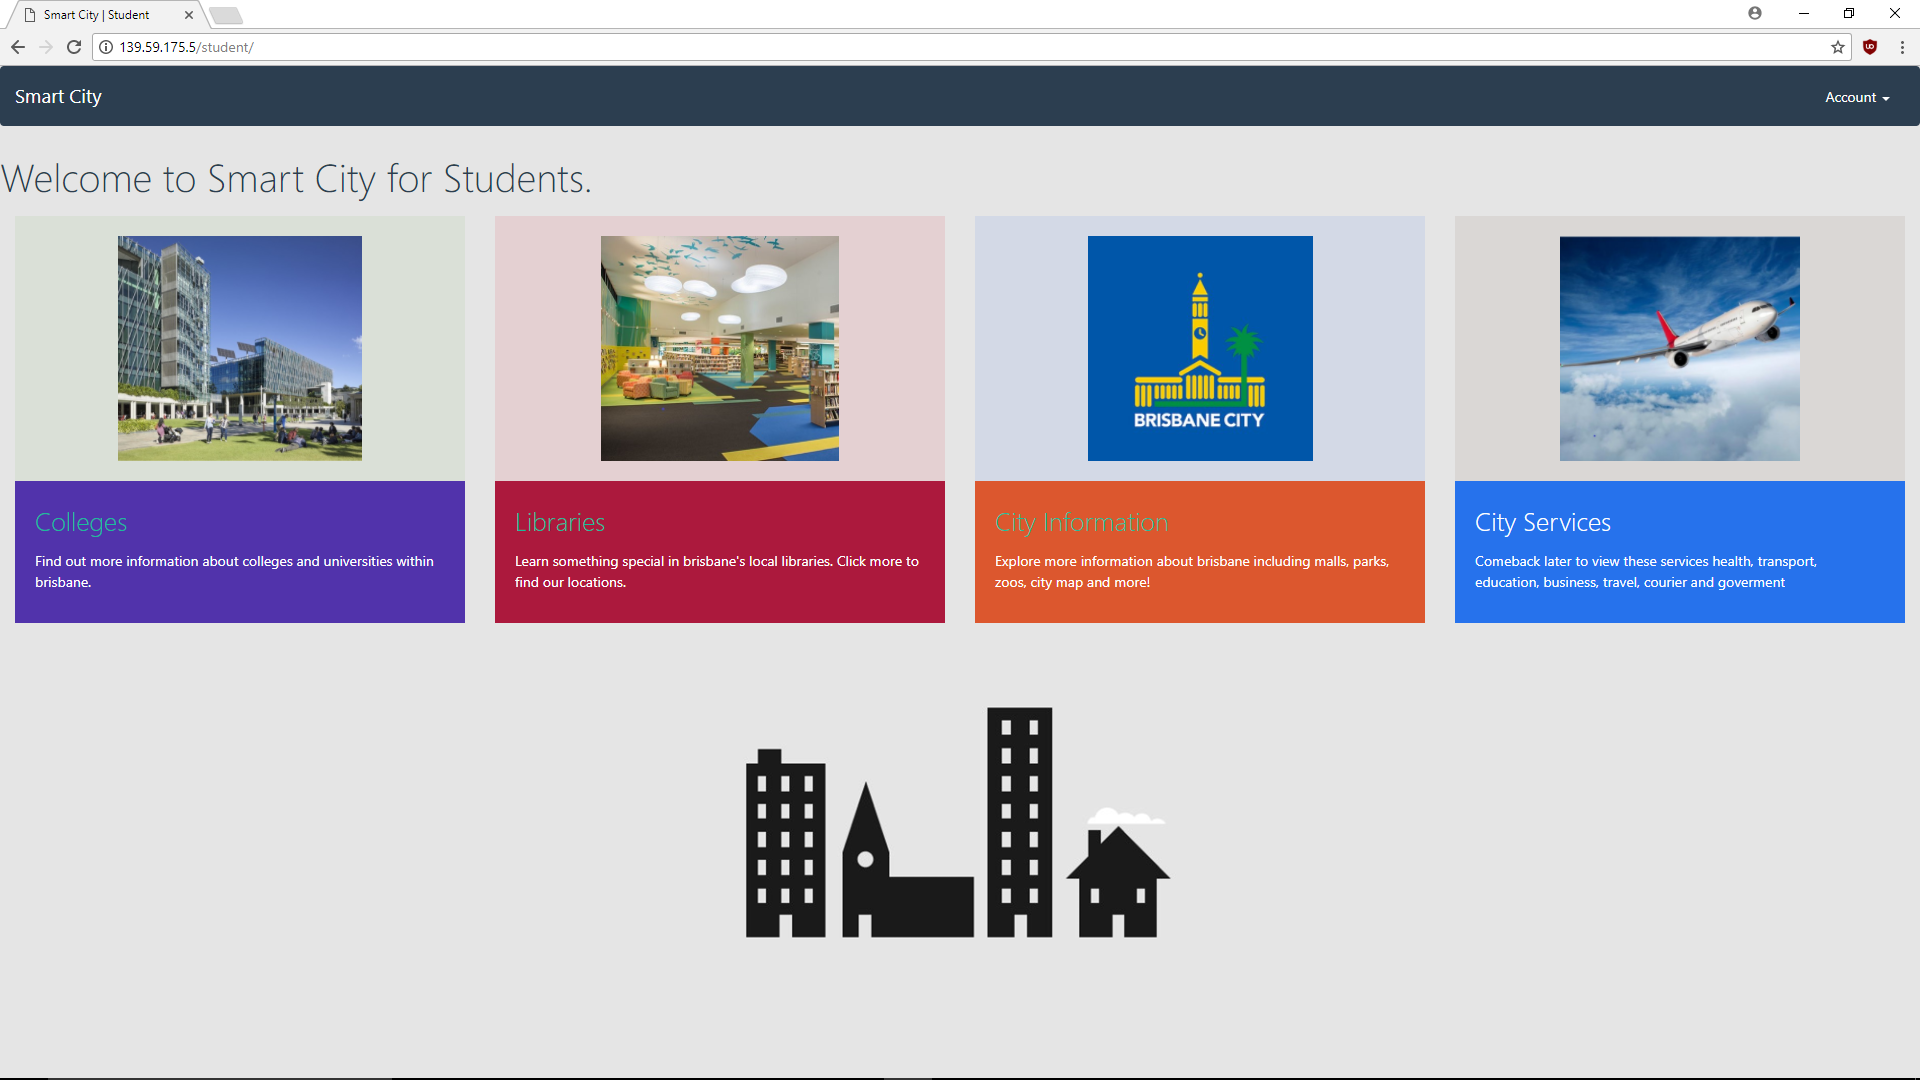 Smart City | Student
139.59.175.5/student/
Smart City
Account
Welcome to Smart City for Students.
BRISBANE CITY
Colleges
Find out more information about colleges and universities within
brisbane.
Libraries
Learn something special in brisbane's local libraries. Click more to
find our locations.
City Information
Explore more information about brisbane including malls, parks,
zoos, city map and more!
City Services
Comeback later to view these services health, transport,
education, business, travel, courier and goverment